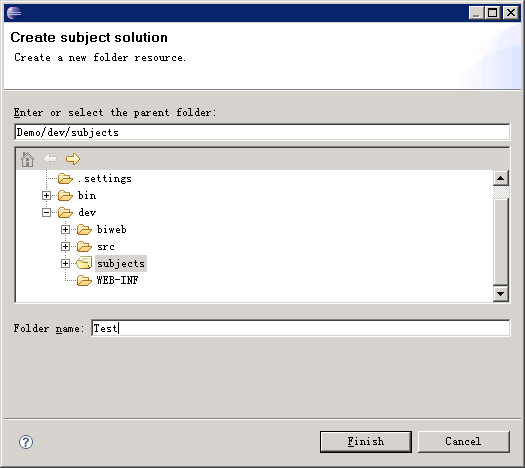 Create subject solution
Create a new folder resource.
Enter or select the parent folder:
Demo/dev/subjects
.settings
bin
dev
biweb
src
subjects
WEB-INF
Folder name: Test
Finish Cancel